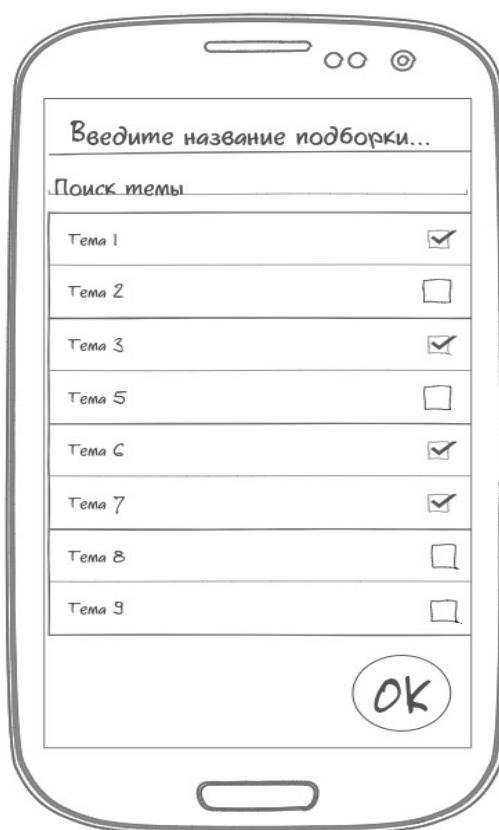 Введите название подборки...
Поиск темы
Тема 1
Тема 2
Тема 3
Тема 5
Тема 6
Тема 7
Тема 8
Тема 9
OK